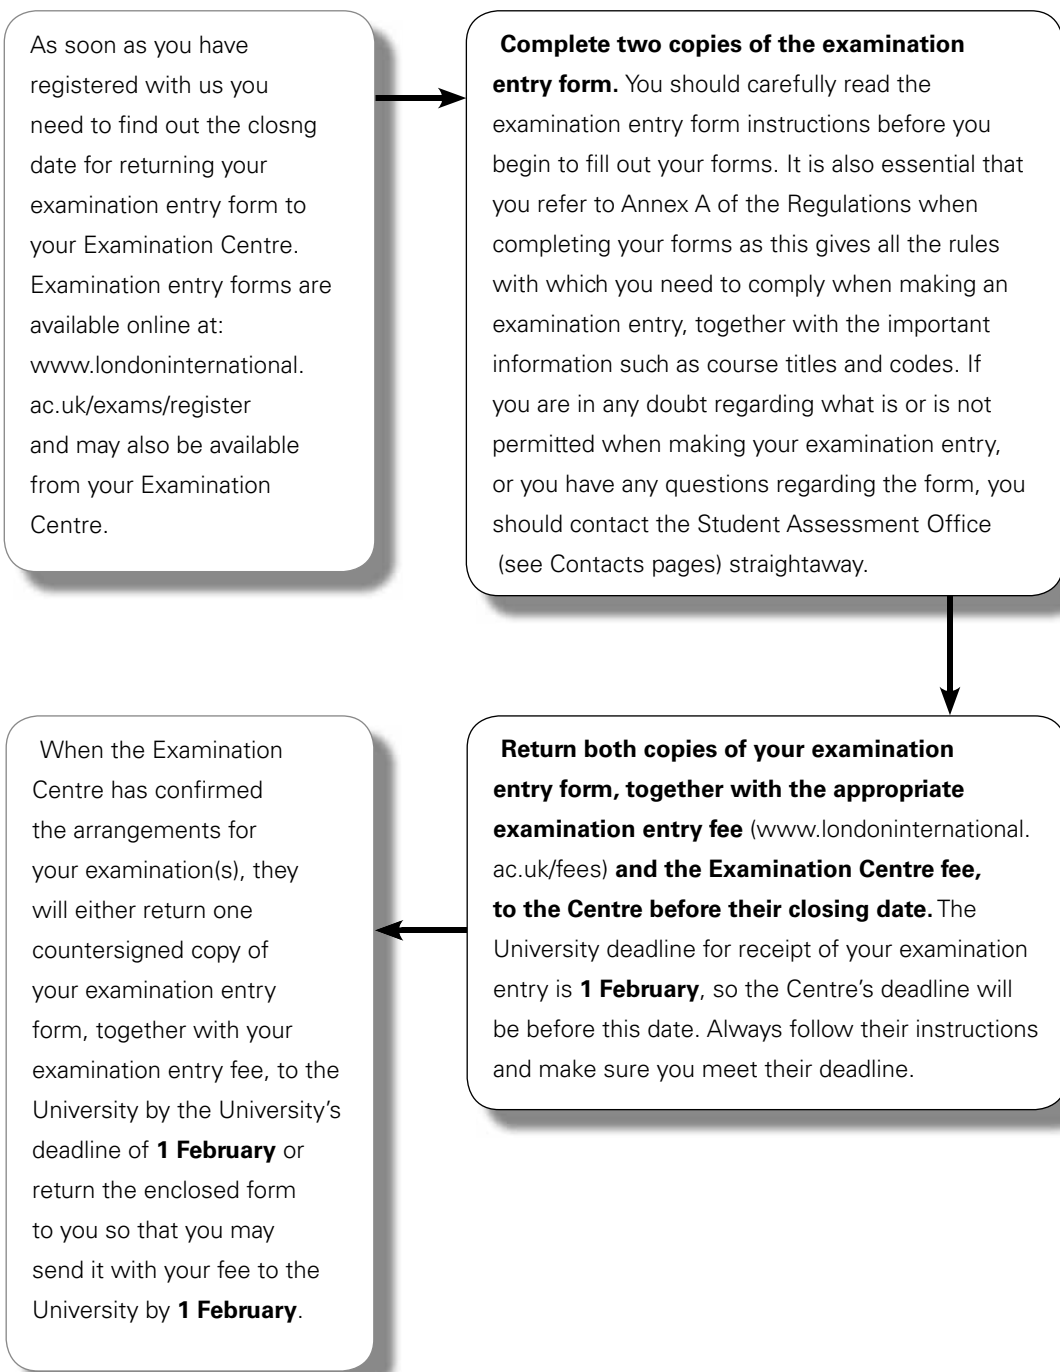 As soon as you have
registered with us you
need to find out the closng
date for returning your
examination entry form to
your Examination Centre.
Examination entry forms are
available online at:
www.londoninternational.
ac.uk/exams/register
and may also be available
from your Examination
Centre.
Complete two copies of the examination
entry form. You should carefully read the
examination entry form instructions before you
begin to fill out your forms. It is also essential that
you refer to Annex A of the Regulations when
completing your forms as this gives all the rules
with which you need to comply when making an
examination entry, together with the important
information such as course titles and codes. If
you are in any doubt regarding what is or is not
permitted when making your examination entry,
or you have any questions regarding the form, you
should contact the Student Assessment Office
(see Contacts pages) straightaway.
Return both copies of your examination
entry form, together with the appropriate
examination entry fee (www.londoninternational.
ac.uk/fees) and the Examination Centre fee,
to the Centre before their closing date. The
University deadline for receipt of your examination
entry is 1 February, so the Centre's deadline will
be before this date. Always follow their instructions
and make sure you meet their deadline.
When the Examination
Centre has confirmed
the arrangements for
your examination(s), they
will either return one
countersigned copy of
your examination entry
form, together with your
examination entry fee, to the
University by the University's
deadline of 1 February or
return the enclosed form
to you so that you may
send it with your fee to the
University by 1 February.